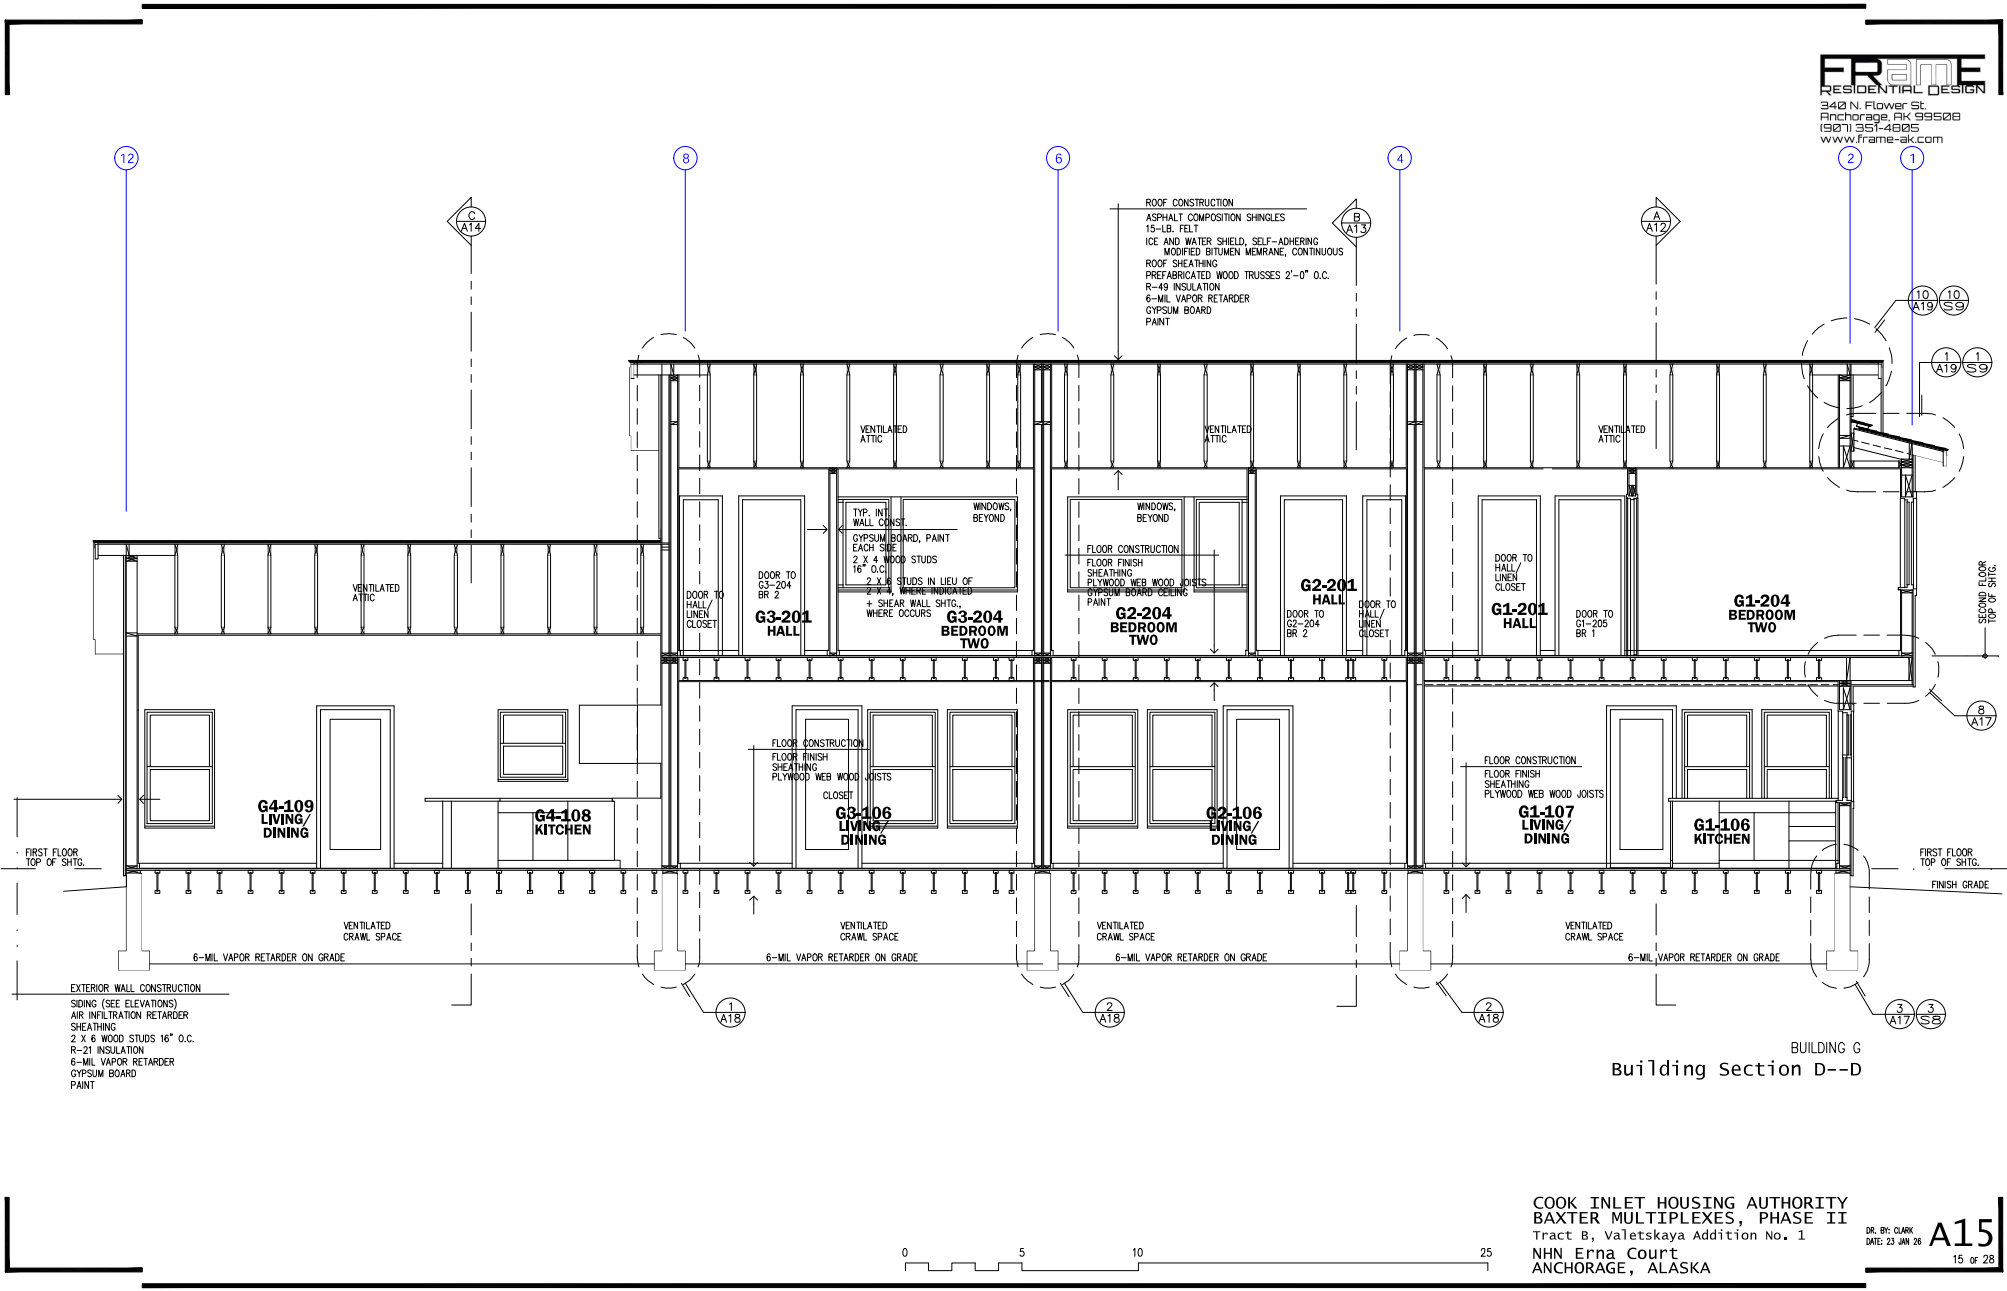 FRame
RESIDENTIAL DESIGN
340 N. Flower St.
Anchorage, AK 99508
(907) 351-4805
www.frame-ak.com
12
8
6
4
2
1
C
A14
B
A13
A
A12
ROOF CONSTRUCTION
ASPHALT COMPOSITION SHINGLES
15-LB. FELT
ICE AND WATER SHIELD, SELF-ADHERING
MODIFIED BITUMEN MEMRANE, CONTINUOUS
ROOF SHEATHING
PREFABRICATED WOOD TRUSSES 2'-0" O.C.
R-49 INSULATION
6-MIL VAPOR RETARDER
GYPSUM BOARD
PAINT
10
A19
10
S9
1
A19
1
S9
VENTILATED
ATTIC
VENTILATED
ATTIC
VENTILATED
ATTIC
VENTILATED
ATTIC
TYP. INT.
WALL CONST.
GYPSUM BOARD, PAINT
EACH SIDE
2 X 4 WOOD STUDS
16" O.C.
2 X 6 STUDS IN LIEU OF
2 X 4, WHERE INDICATED
+ SHEAR WALL SHTG.,
WHERE OCCURS
WINDOWS,
BEYOND
WINDOWS,
BEYOND
FLOOR CONSTRUCTION
FLOOR FINISH
SHEATHING
PLYWOOD WEB WOOD JOISTS
GYPSUM BOARD CEILING
PAINT
DOOR TO
HALL/
LINEN
CLOSET
DOOR TO
G3-204
BR 2
G3-201
HALL
G3-204
BEDROOM
TWO
G2-204
BEDROOM
TWO
G2-201
HALL
DOOR TO
G2-204
BR 2
DOOR TO
HALL/
LINEN
CLOSET
DOOR TO
HALL/
LINEN
CLOSET
G1-201
HALL
DOOR TO
G1-205
BR 1
G1-204
BEDROOM
TWO
SECOND FLOOR
TOP OF SHTG.
8
A17
FLOOR CONSTRUCTION
FLOOR FINISH
SHEATHING
PLYWOOD WEB WOOD JOISTS
CLOSET
FLOOR CONSTRUCTION
FLOOR FINISH
SHEATHING
PLYWOOD WEB WOOD JOISTS
G4-109
LIVING/
DINING
G4-108
KITCHEN
G3-106
LIVING/
DINING
G2-106
LIVING/
DINING
G1-107
LIVING/
DINING
G1-106
KITCHEN
FIRST FLOOR
TOP OF SHTG.
FIRST FLOOR
TOP OF SHTG.
FINISH GRADE
VENTILATED
CRAWL SPACE
VENTILATED
CRAWL SPACE
VENTILATED
CRAWL SPACE
VENTILATED
CRAWL SPACE
6-MIL VAPOR RETARDER ON GRADE
6-MIL VAPOR RETARDER ON GRADE
6-MIL VAPOR RETARDER ON GRADE
6-MIL VAPOR RETARDER ON GRADE
EXTERIOR WALL CONSTRUCTION
SIDING (SEE ELEVATIONS)
AIR INFILTRATION RETARDER
SHEATHING
2 X 6 WOOD STUDS 16" O.C.
R-21 INSULATION
6-MIL VAPOR RETARDER
GYPSUM BOARD
PAINT
1
A18
2
A18
2
A18
3
A17
3
S8
BUILDING G
Building Section D--D
0
5
10
25
COOK INLET HOUSING AUTHORITY
BAXTER MULTIPLEXES, PHASE II
Tract B, Valetskaya Addition No. 1
NHN Erna Court
ANCHORAGE, ALASKA
DR. BY: CLARK
DATE: 23 JAN 26
A15
15 OF 28